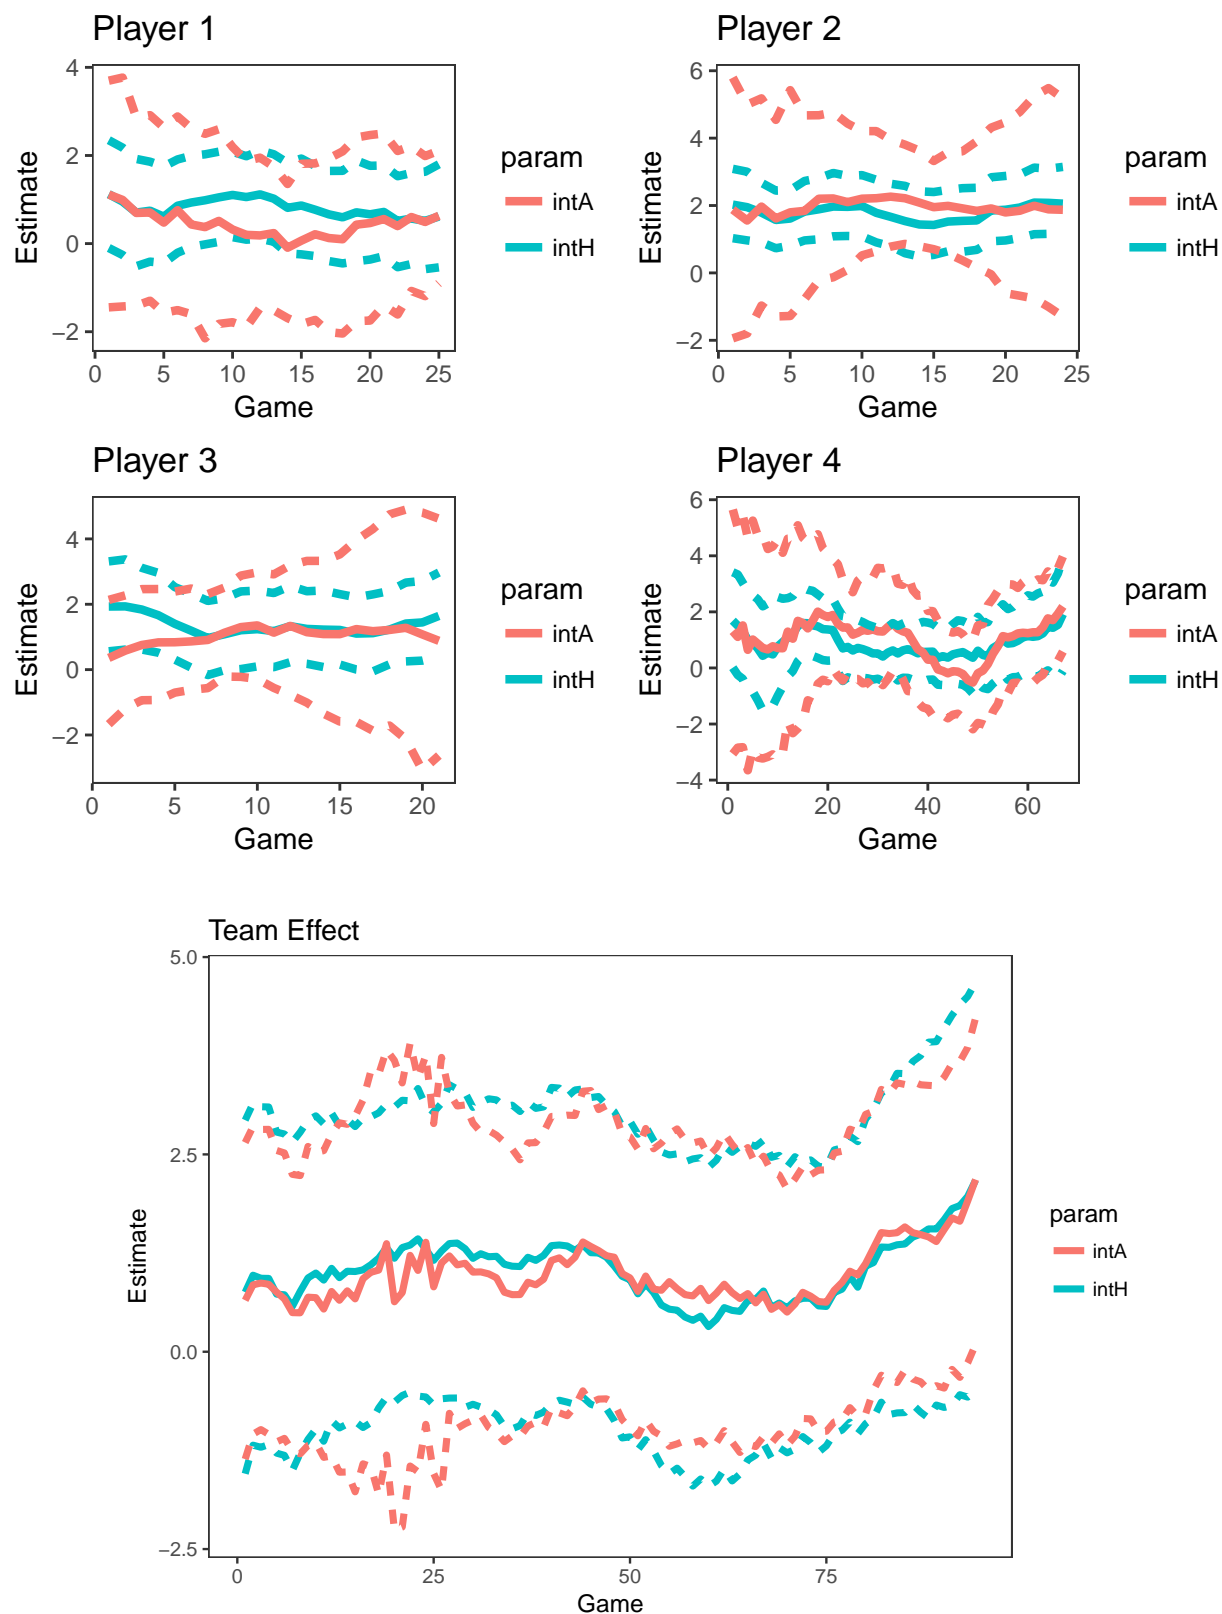 Player 1
Player 2
4
2
0
−2
Estimate
0 5 10 15 20 25
Game
param
intA
intH
6
4
2
0
−2
Estimate
0 5 10 15 20 25
Game
param
intA
intH
Player 3
Player 4
4
2
0
−2
Estimate
0 5 10 15 20
Game
param
intA
intH
6
4
2
0
−2
−4
Estimate
0 20 40 60
Game
param
intA
intH
Team Effect
5.0
2.5
0.0
−2.5
Estimate
0 25 50 75
Game
param
intA
intH